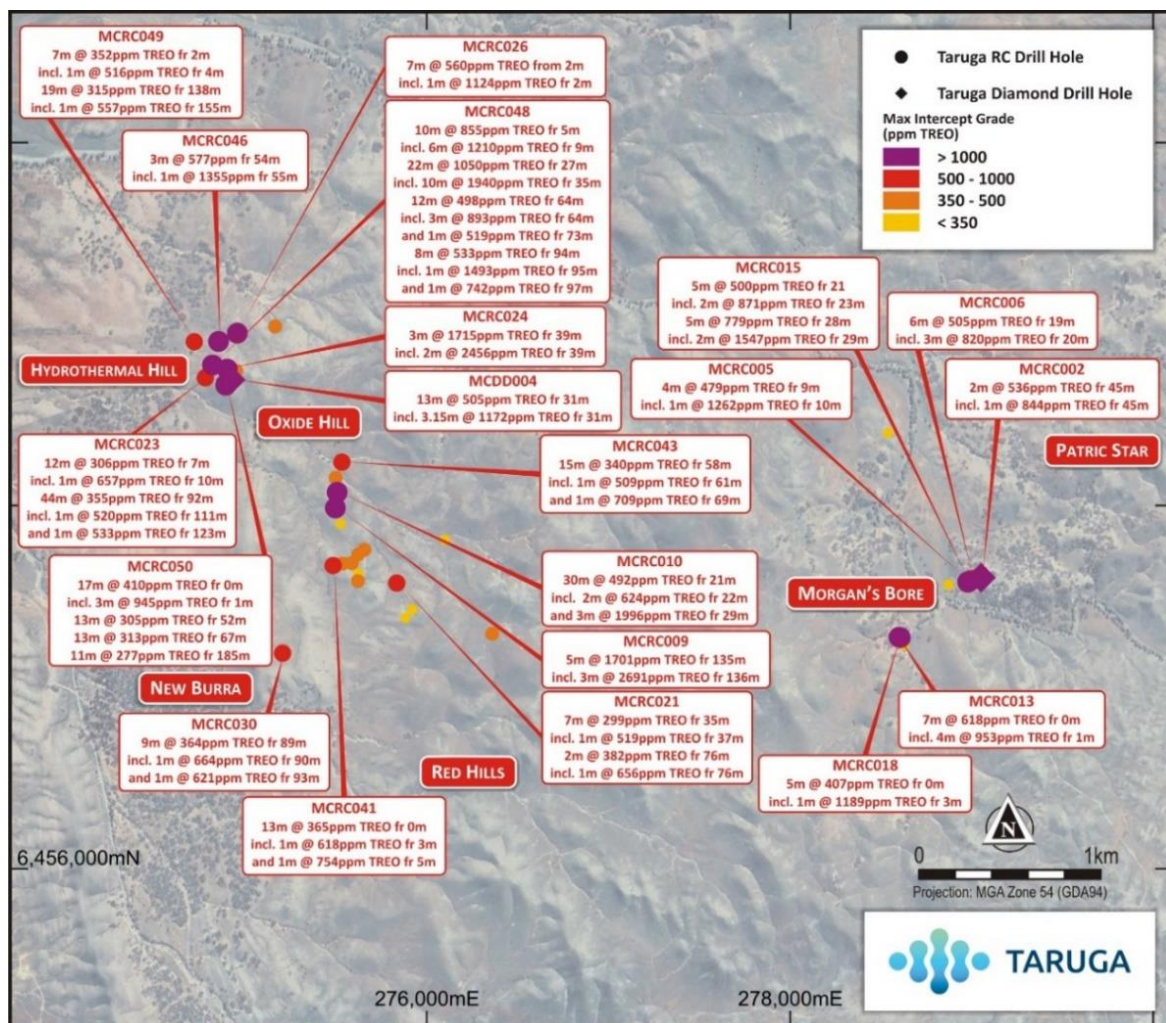 MCRC049
7m @ 352ppm TREO fr 2m
incl. 1m @ 516ppm TREO fr 4m
19m @ 315ppm TREO fr 138m
incl. 1m @ 557ppm TREO fr 155m
MCRC026
7m @ 560ppm TREO from 2m
incl. 1m @ 1124ppm TREO fr 2m
Taruga RC Drill Hole
Taruga Diamond Drill Hole
Max Intercept Grade
(ppm TREO)
> 1000
500 - 1000
350 - 500
< 350
MCRC046
3m @ 577ppm fr 54m
incl. 1m @ 1355ppm fr 55m
MCRC048
10m @ 855ppm TREO fr 5m
incl. 6m @ 1210ppm TREO fr 9m
22m @ 1050ppm TREO fr 27m
incl. 10m @ 1940ppm TREO fr 35m
12m @ 498ppm TREO fr 64m
incl. 3m @ 893ppm TREO fr 64m
and 1m @ 519ppm TREO fr 73m
8m @ 533ppm TREO fr 94m
incl. 1m @ 1493ppm TREO fr 95m
and 1m @ 742ppm TREO fr 97m
MCRC015
5m @ 500ppm TREO fr 21
incl. 2m @ 871ppm TREO fr 23m
5m @ 779ppm TREO fr 28m
incl. 2m @ 1547ppm TREO fr 29m
MCRC006
6m @ 505ppm TREO fr 19m
incl. 3m @ 820ppm TREO fr 20m
MCRC024
3m @ 1715ppm TREO fr 39m
incl. 2m @ 2456ppm TREO fr 39m
MCRC005
4m @ 479ppm TREO fr 9m
incl. 1m @ 1262ppm TREO fr 10m
MCRC002
2m @ 536ppm TREO fr 45m
incl. 1m @ 844ppm TREO fr 45m
HYDROTHERMAL HILL
MCDD004
13m @ 505ppm TREO fr 31m
incl. 3.15m @ 1172ppm TREO fr 31m
OXIDE HILL
PATRIC STAR
MCRC023
12m @ 306ppm TREO fr 7m
incl. 1m @ 657ppm TREO fr 10m
44m @ 355ppm TREO fr 92m
incl. 1m @ 520ppm TREO fr 111m
and 1m @ 533ppm TREO fr 123m
MCRC043
15m @ 340ppm TREO fr 58m
incl. 1m @ 509ppm TREO fr 61m
and 1m @ 709ppm TREO fr 69m
MCRC050
17m @ 410ppm TREO fr 0m
incl. 3m @ 945ppm TREO fr 1m
13m @ 305ppm TREO fr 52m
13m @ 313ppm TREO fr 67m
11m @ 277ppm TREO fr 185m
MCRC010
30m @ 492ppm TREO fr 21m
incl. 2m @ 624ppm TREO fr 22m
and 3m @ 1996ppm TREO fr 29m
MORGAN'S BORE
MCRC009
5m @ 1701ppm TREO fr 135m
incl. 3m @ 2691ppm TREO fr 136m
NEW BURRA
MCRC021
7m @ 299ppm TREO fr 35m
incl. 1m @ 519ppm TREO fr 37m
2m @ 382ppm TREO fr 76m
incl. 1m @ 656ppm TREO fr 76m
MCRC013
7m @ 618ppm TREO fr 0m
incl. 4m @ 953ppm TREO fr 1m
MCRC030
9m @ 364ppm TREO fr 89m
incl. 1m @ 664ppm TREO fr 90m
and 1m @ 621ppm TREO fr 93m
RED HILLS
MCRC018
5m @ 407ppm TREO fr 0m
incl. 1m @ 1189ppm TREO fr 3m
MCRC041
13m @ 365ppm TREO fr 0m
incl. 1m @ 618ppm TREO fr 3m
and 1m @ 754ppm TREO fr 5m
N
0 1km
Projection: MGA Zone 54 (GDA94)
6,456,000mN
TARUGA
276,000mE
278,000mE